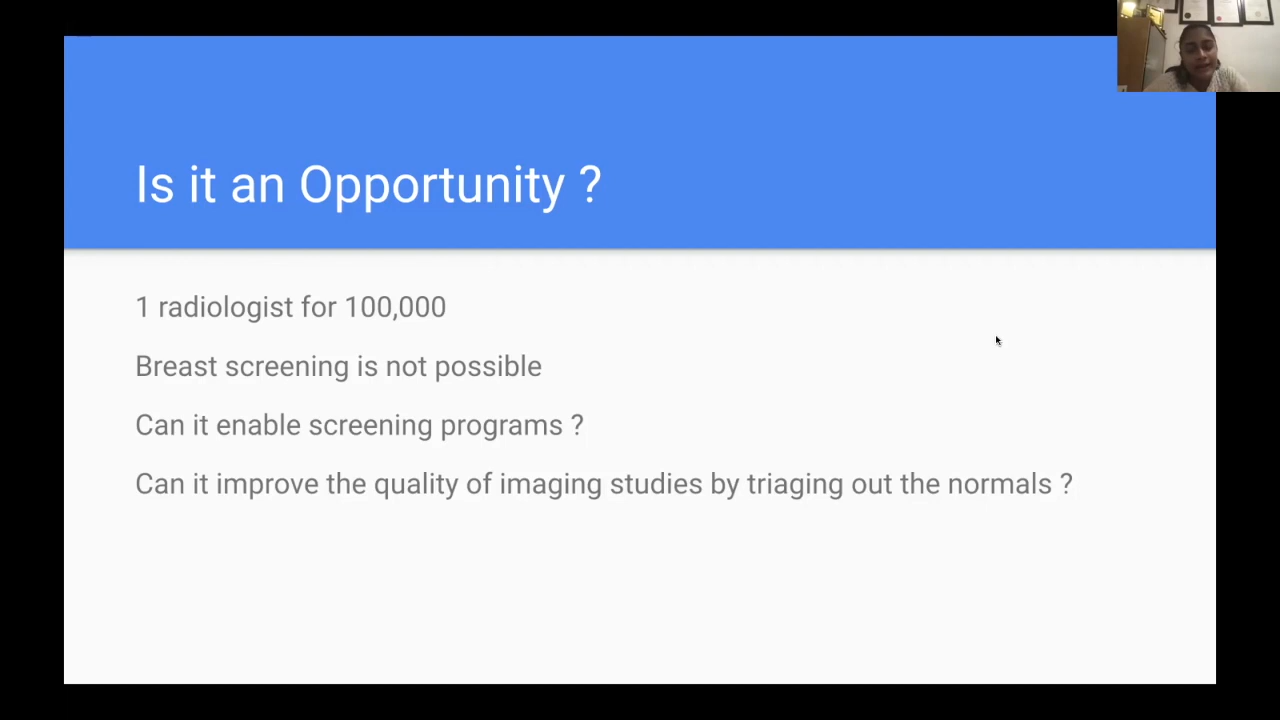 Is it an Opportunity ?
1 radiologist for 100,000
Breast screening is not possible
Can it enable screening programs ?
Can it improve the quality of imaging studies by triaging out the normals ?